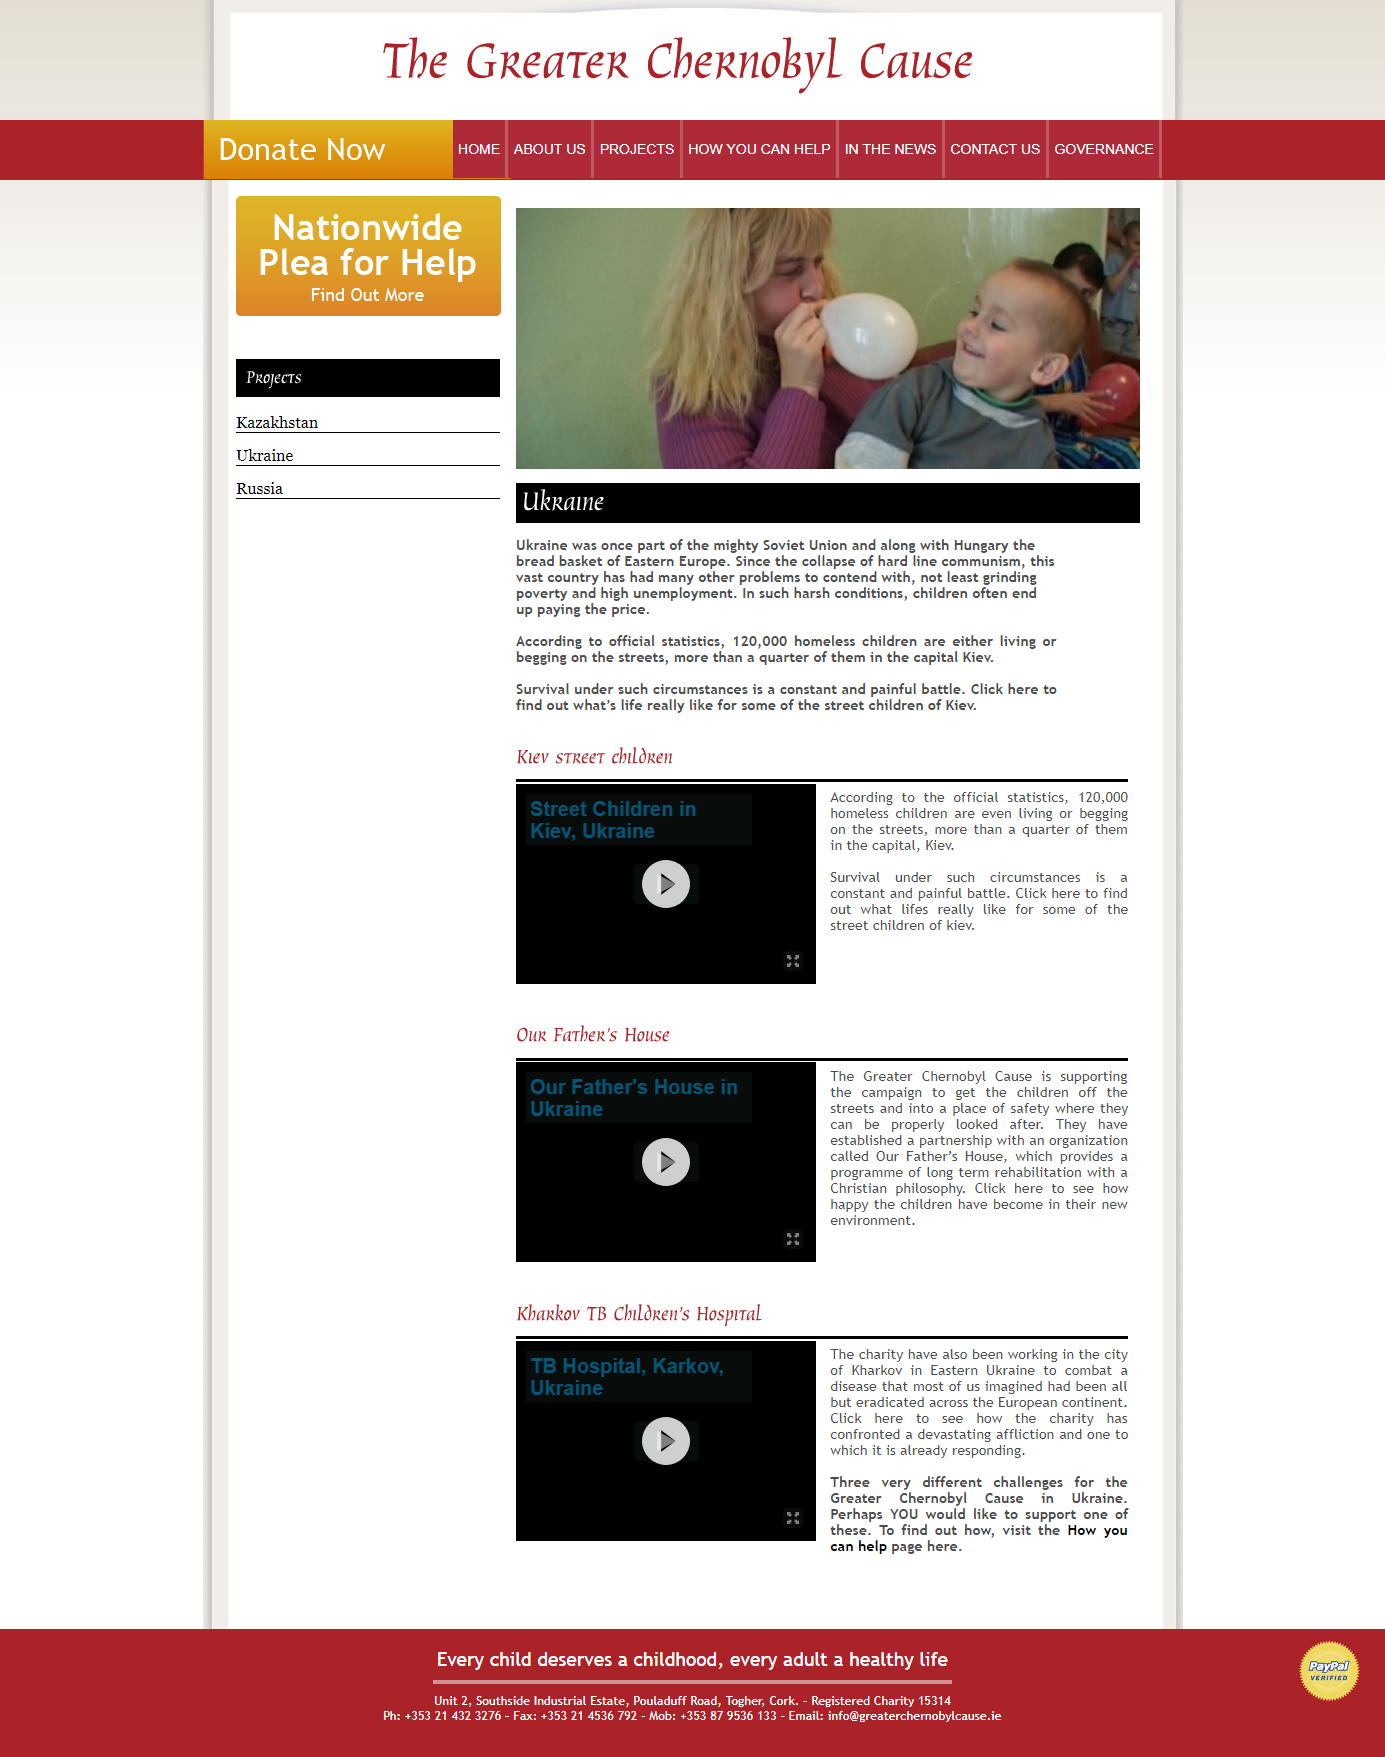 The Greater Chernobyl Cause
Donate Now
HOME
ABOUT US
PROJECTS
HOW YOU CAN HELP
IN THE NEWS
CONTACT US
GOVERNANCE
Nationwide
Plea for Help
Find Out More
Projects
Kazakhstan
Ukraine
Russia
Ukraine
Ukraine was once part of the mighty Soviet Union and along with Hungary the
bread basket of Eastern Europe. Since the collapse of hard line communism, this
vast country has had many other problems to contend with, not least grinding
poverty and high unemployment. In such harsh conditions, children often end
up paying the price.
According to official statistics, 120,000 homeless children are either living or
begging on the streets, more than a quarter of them in the capital Kiev.
Survival under such circumstances is a constant and painful battle. Click here to
find out what's life really like for some of the street children of Kiev.
Kiev street children
Street Children in
Kiev, Ukraine
According to the official statistics, 120,000
homeless children are even living or begging
on the streets, more than a quarter of them
in the capital, Kiev.
Survival under such circumstances is a
constant and painful battle. Click here to find
out what lifes really like for some of the
street children of kiev.
Our Father's House
Our Father's House in
Ukraine
The Greater Chernobyl Cause is supporting
the campaign to get the children off the
streets and into a place of safety where they
can be properly looked after. They have
established a partnership with an organization
called Our Father's House, which provides a
programme of long term rehabilitation with a
Christian philosophy. Click here to see how
happy the children have become in their new
environment.
Kharkov TB Children's Hospital
TB Hospital, Karkov,
Ukraine
The charity have also been working in the city
of Kharkov in Eastern Ukraine to combat a
disease that most of us imagined had been all
but eradicated across the European continent.
Click here to see how the charity has
confronted a devastating affliction and one to
which it is already responding.
Three very different challenges for the
Greater Chernobyl Cause in Ukraine.
Perhaps YOU would like to support one of
these. To find out how, visit the How you
can help page here.
Every child deserves a childhood, every adult a healthy life
Unit 2, Southside Industrial Estate, Pouladuff Road, Togher, Cork. - Registered Charity 15314
Ph: +353 21 432 3276 - Fax: +353 21 4536 792 - Mob: +353 87 9536 133 - Email: info@greaterchernobylcause.ie
PayPal
VERIFIED